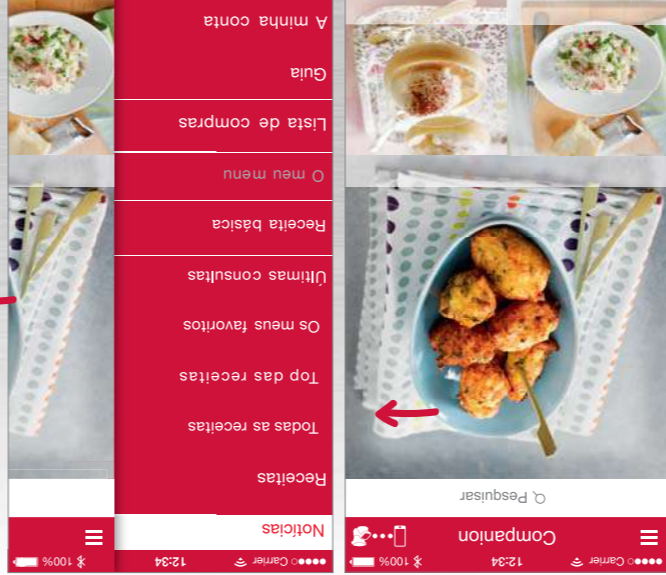 Carrier 12:34 100%
Companion
Pesquisar
Carrier 12:34 100%
Notícias
Receitas
Todas as receitas
Top das receitas
Os meus favoritos
Últimas consultas
Receita básica
O meu menu
Lista de compras
Guia
A minha conta